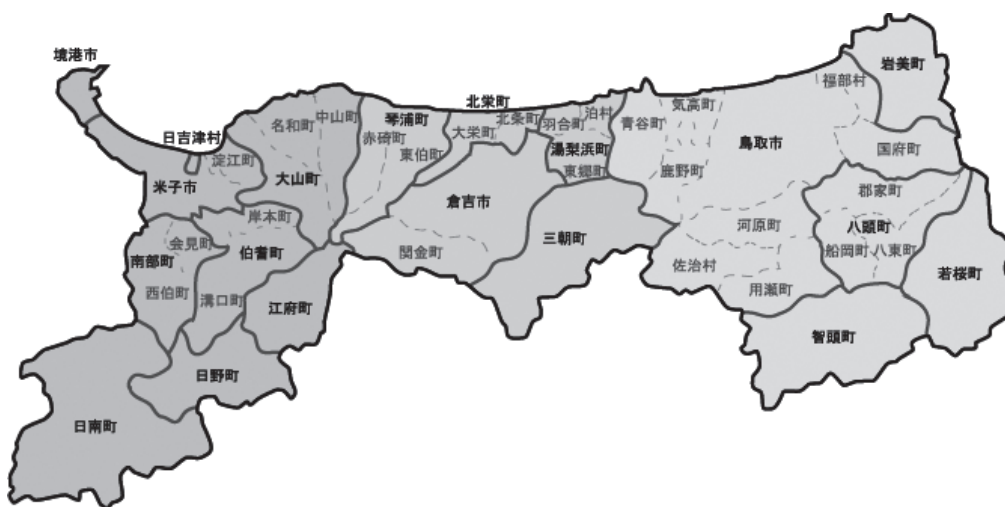 境港市
岩美町
福部村
北栄町
気高町
泊村
北条町
羽合町
中山町
琴浦町
名和町
大栄町
青谷町
赤碕町
日吉津村
鳥取市
湯梨浜町
国府町
東伯町
淀江町
東郷町
鹿野町
大山町
米子市
郡家町
倉吉市
岸本町
河原町
八頭町
三朝町
会見町
伯耆町
関金町
船岡町
八東町
南部町
佐治村
若桜町
西伯町
溝口町
用瀬町
江府町
智頭町
日野町
日南町